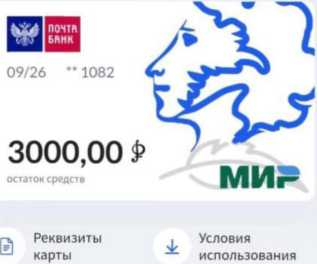 ПОЧТА
БАНК
09/26 ** 1082
3000,00 ₽
остаток средств
МИР
Реквизиты
карты
Условия
использования